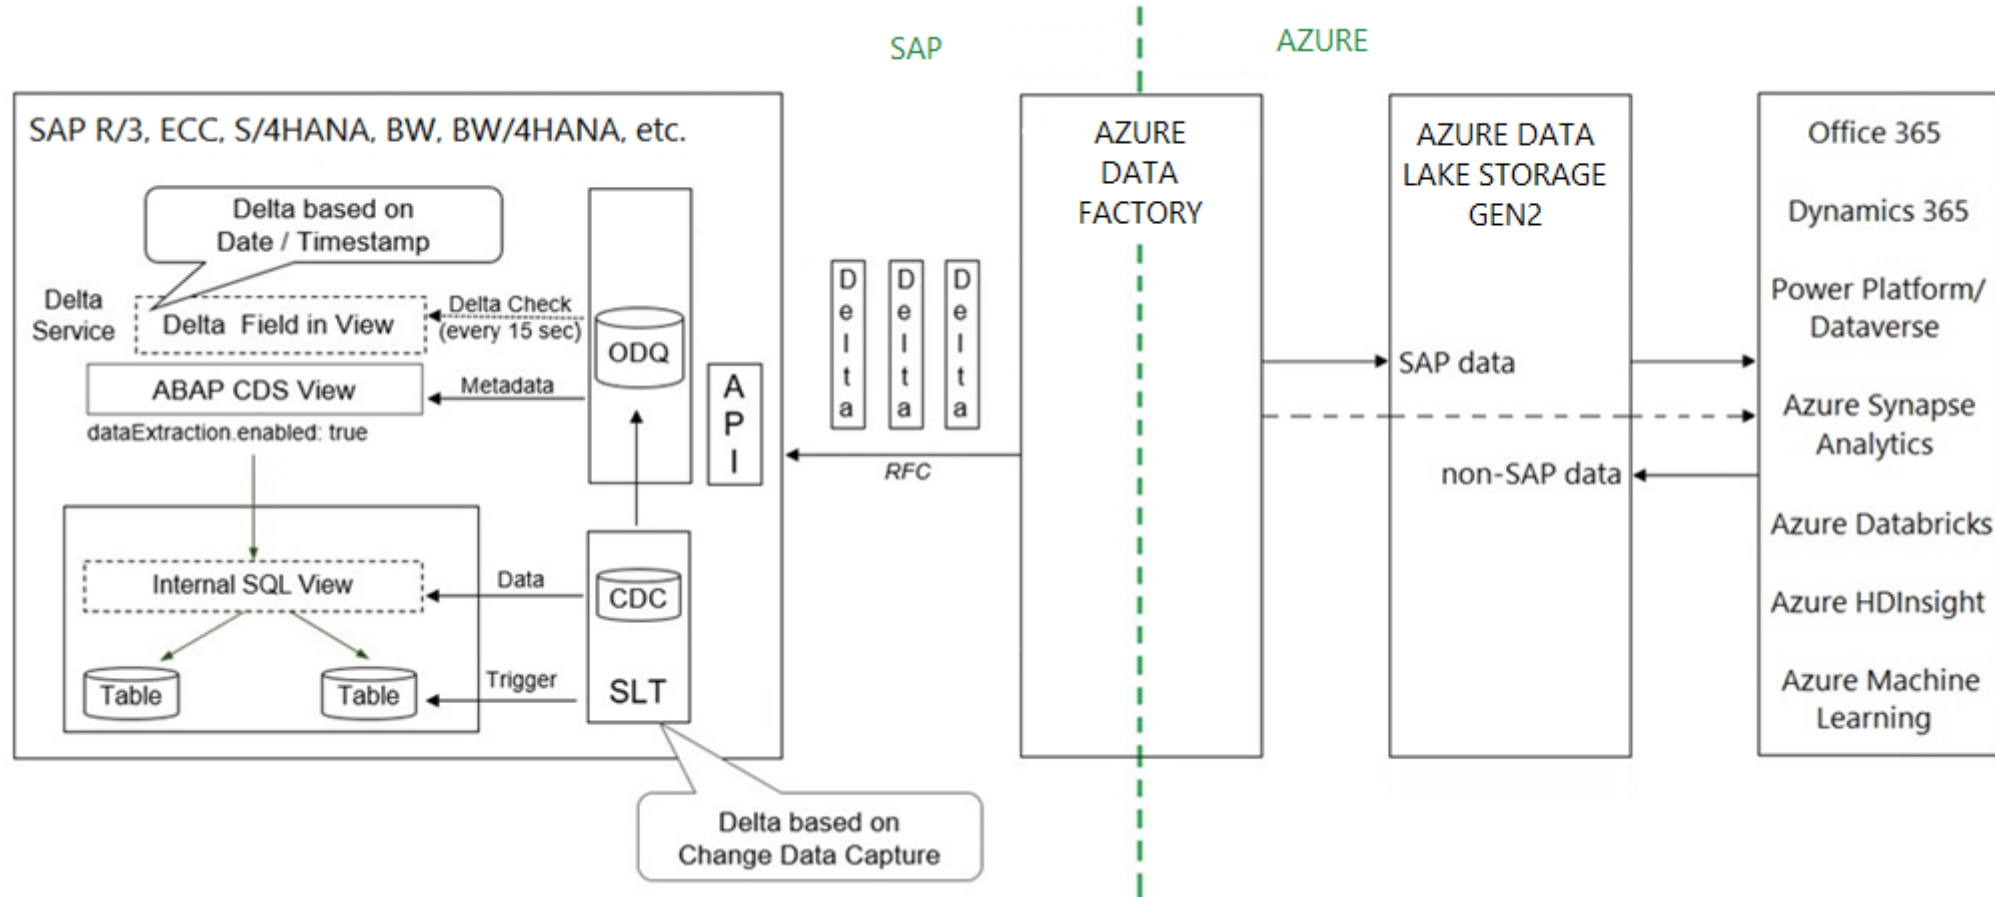 SAP
AZURE
SAP R/3, ECC, S/4HANA, BW, BW/4HANA, etc.
Delta based on
Date / Timestamp
Delta
Service
Delta Field in View
Delta Check
(every 15 sec)
ODQ
ABAP CDS View
Metadata
dataExtraction.enabled: true
API
Internal SQL View
Data
CDC
Table
Table
Trigger
SLT
Delta based on
Change Data Capture
Delta
Delta
Delta
RFC
AZURE
DATA
FACTORY
AZURE DATA
LAKE STORAGE
GEN2
SAP data
non-SAP data
Office 365
Dynamics 365
Power Platform/
Dataverse
Azure Synapse
Analytics
Azure Databricks
Azure HDInsight
Azure Machine
Learning